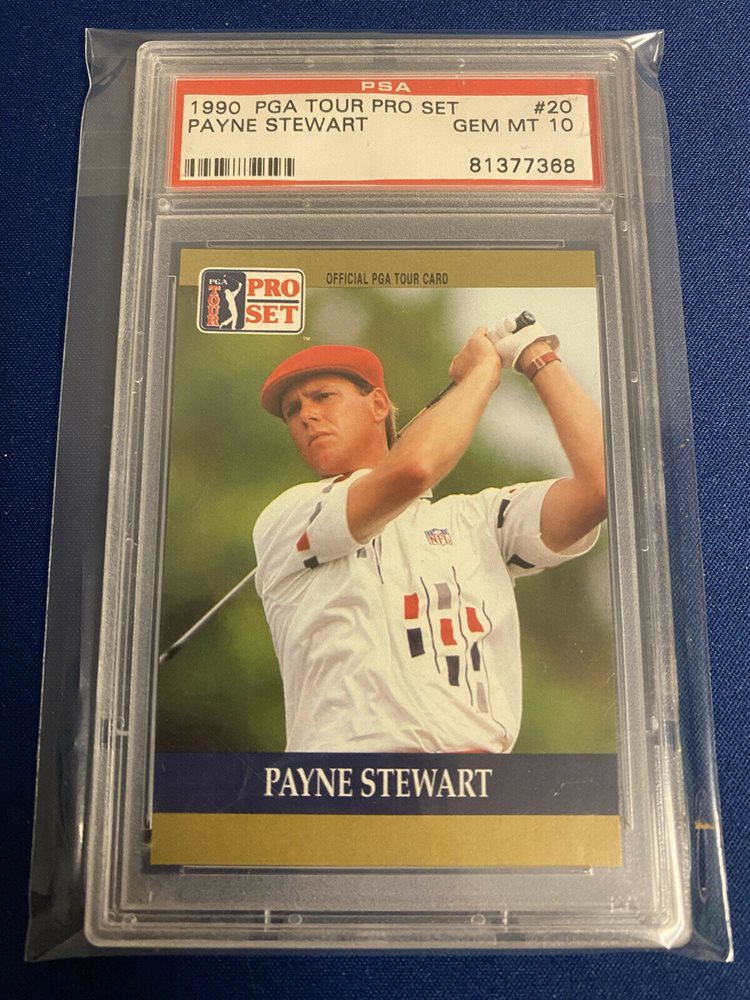 PSA
1990 PGA TOUR PRO SET #20
PAYNE STEWART GEM MT 10
81377368
PGA TOUR PRO SET
OFFICIAL PGA TOUR CARD
TM
NFL
PAYNE STEWART